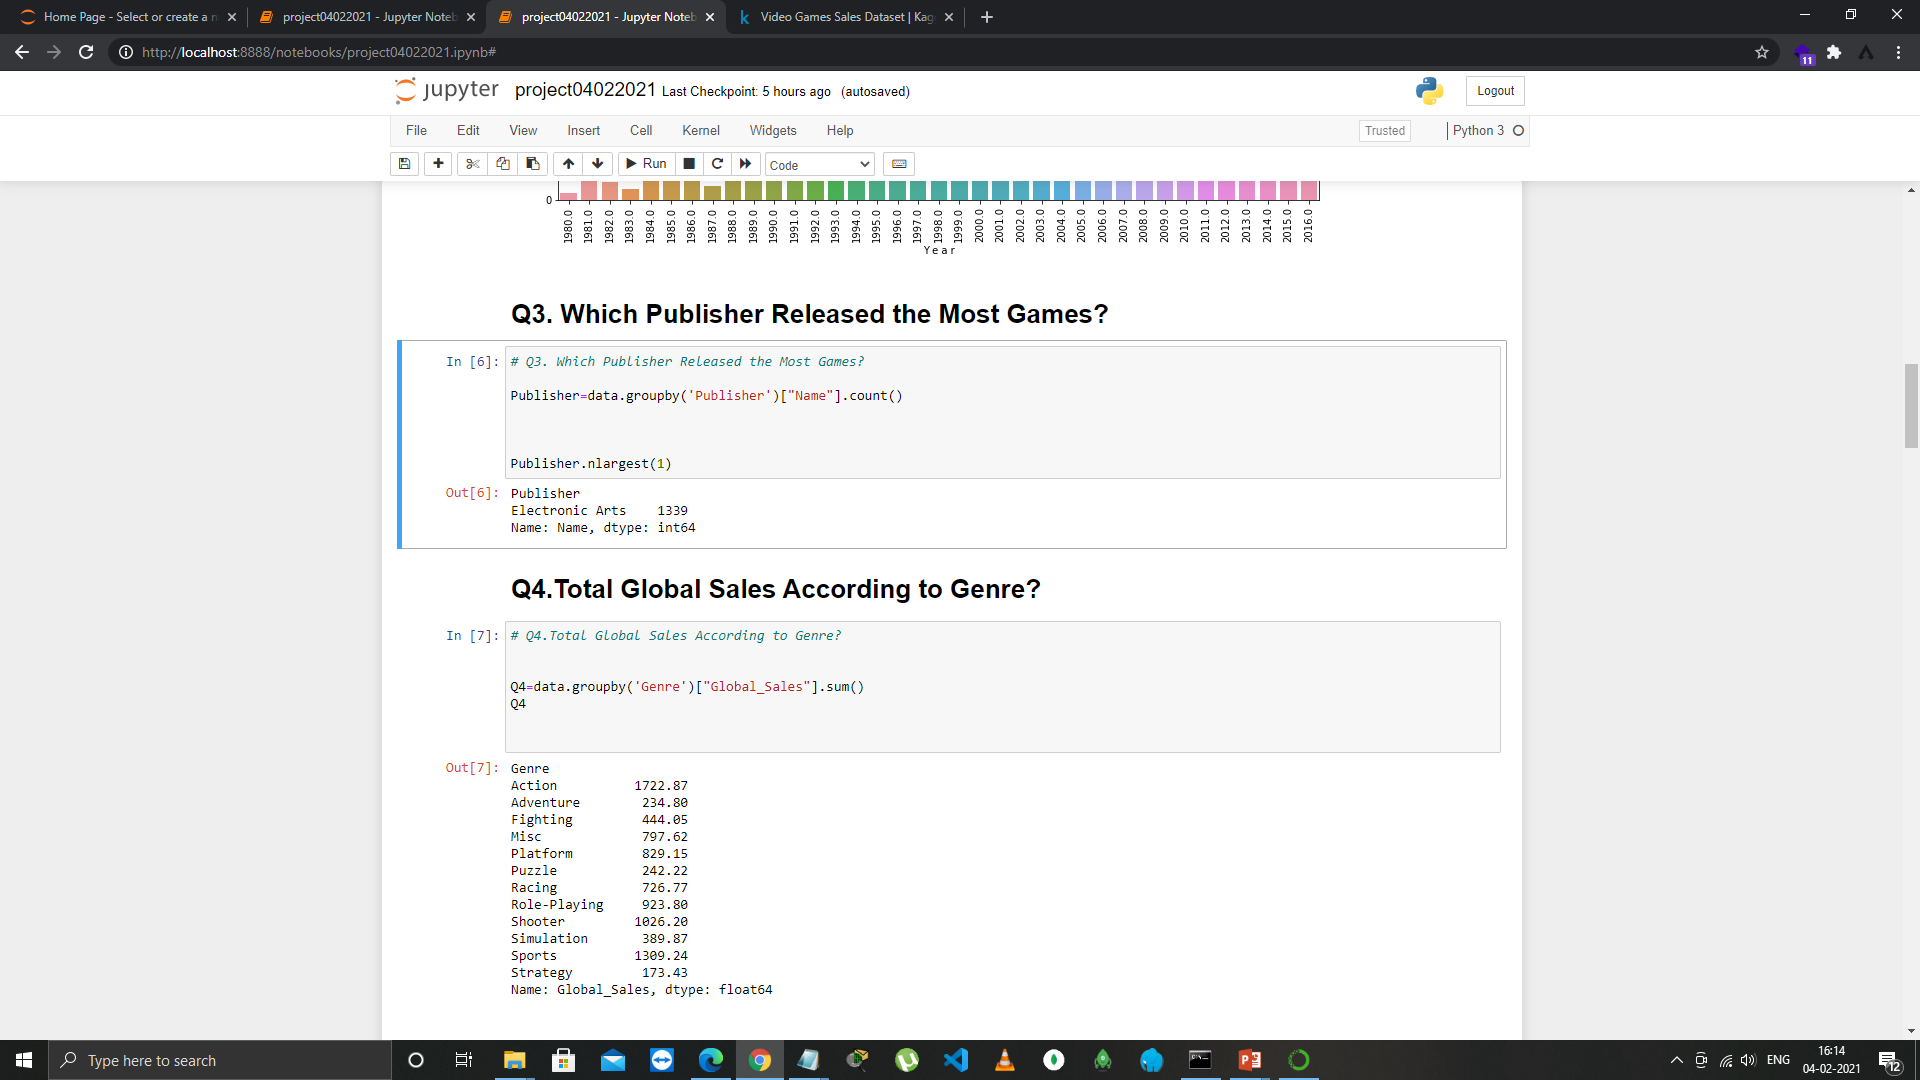 Home Page - Select or create a n
project04022021 - Jupyter Noteb
project04022021 - Jupyter Noteb
Video Games Sales Dataset | Kag
http://localhost:8888/notebooks/project04022021.ipynb#
11
jupyter project04022021 Last Checkpoint: 5 hours ago (autosaved)
Logout
File Edit View Insert Cell Kernel Widgets Help
Trusted Python 3
Run Code
0
1980.0 1981.0 1982.0 1983.0 1984.0 1985.0 1986.0 1987.0 1988.0 1989.0 1990.0 1991.0 1992.0 1993.0 1994.0 1995.0 1996.0 1997.0 1998.0 1999.0 2000.0 2001.0 2002.0 2003.0 2004.0 2005.0 2006.0 2007.0 2008.0 2009.0 2010.0 2011.0 2012.0 2013.0 2014.0 2015.0 2016.0
Year
Q3. Which Publisher Released the Most Games?
In [6]: # Q3. Which Publisher Released the Most Games?
Publisher=data.groupby('Publisher')["Name"].count()
Publisher.nlargest(1)
Out[6]: Publisher
Electronic Arts 1339
Name: Name, dtype: int64
Q4.Total Global Sales According to Genre?
In [7]: # Q4.Total Global Sales According to Genre?
Q4=data.groupby('Genre')["Global_Sales"].sum()
Q4
Out[7]: Genre
Action 1722.87
Adventure 234.80
Fighting 444.05
Misc 797.62
Platform 829.15
Puzzle 242.22
Racing 726.77
Role-Playing 923.80
Shooter 1026.20
Simulation 389.87
Sports 1309.24
Strategy 173.43
Name: Global_Sales, dtype: float64
Type here to search
ENG
16:14
04-02-2021
12